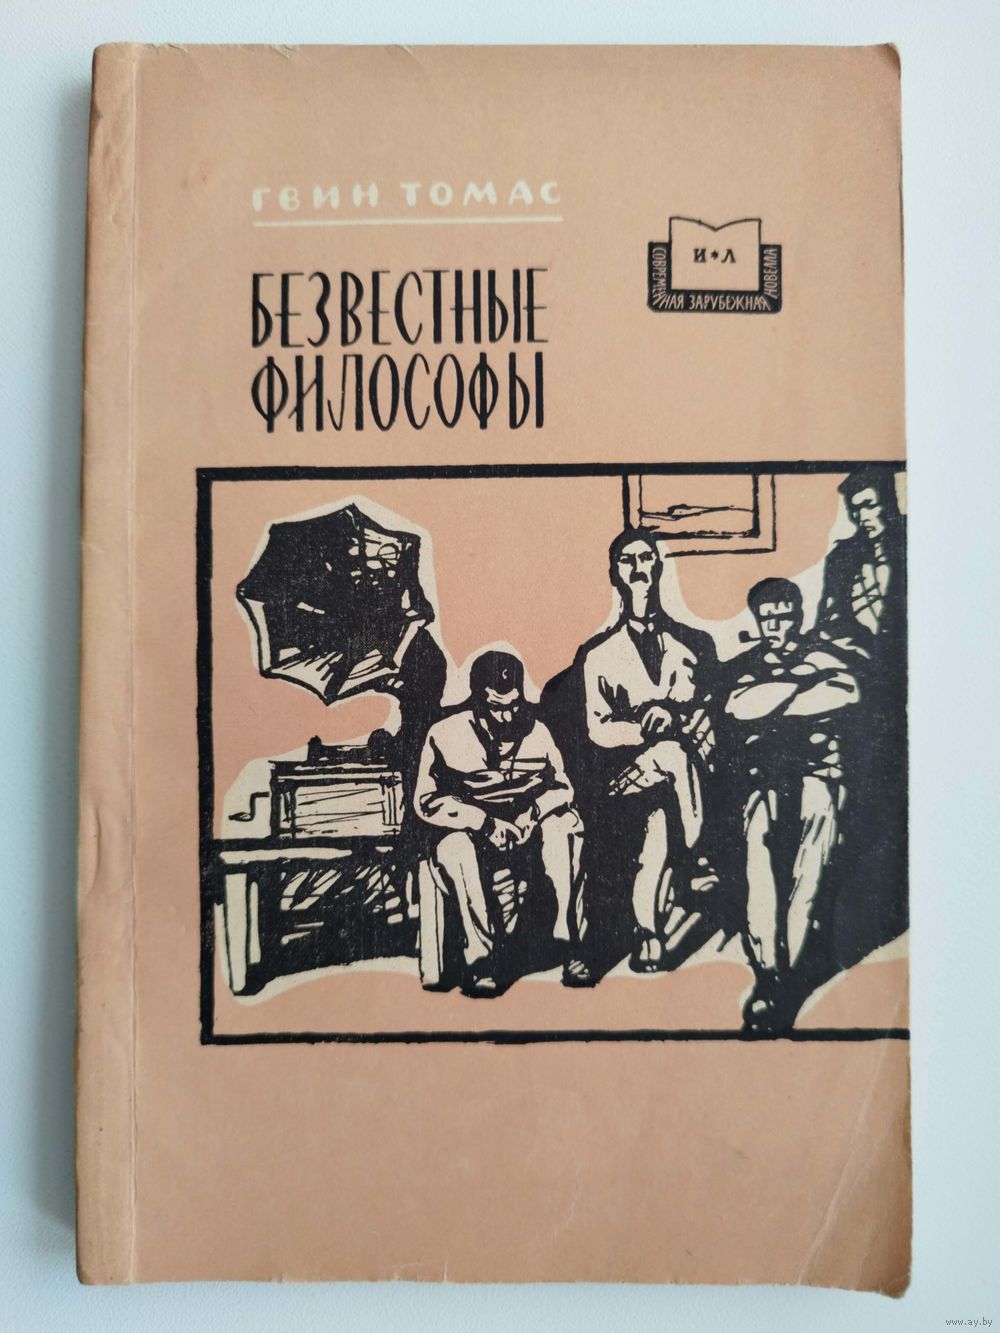 ГВИН ТОМАС
БЕЗВЕСТНЫЕ
ФИЛОСОФЫ
И*Л
СОВРЕМЕННАЯ ЗАРУБЕЖНАЯ НОВЕЛЛА
www.ay.by